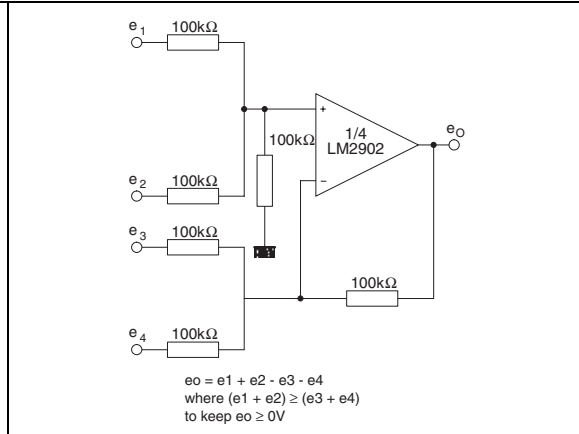 e1 100kΩ
1/4
LM2902
+
-
eO
100kΩ
e2 100kΩ
e3 100kΩ
100kΩ
e4 100kΩ
eo = e1 + e2 - e3 - e4
where (e1 + e2) ≥ (e3 + e4)
to keep eo ≥ 0V